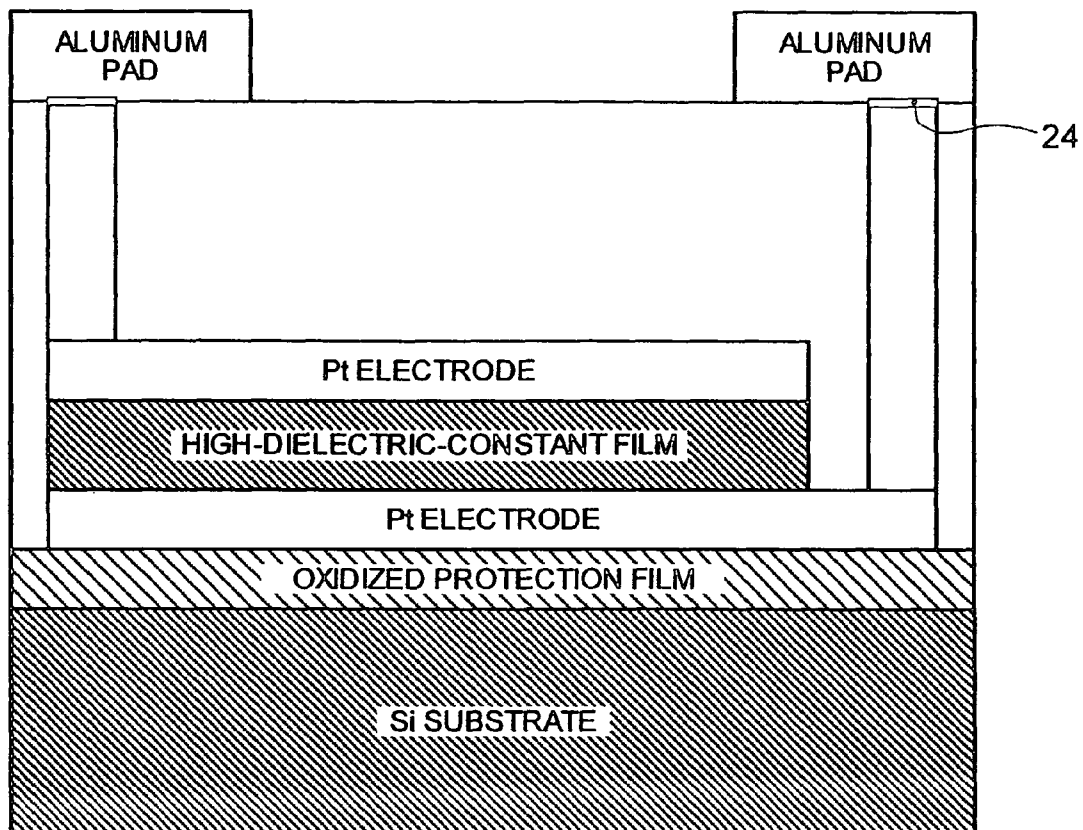 ALUMINUM
PAD
ALUMINUM
PAD
24
Pt ELECTRODE
HIGH-DIELECTRIC-CONSTANT FILM
Pt ELECTRODE
OXIDIZED PROTECTION FILM
Si SUBSTRATE